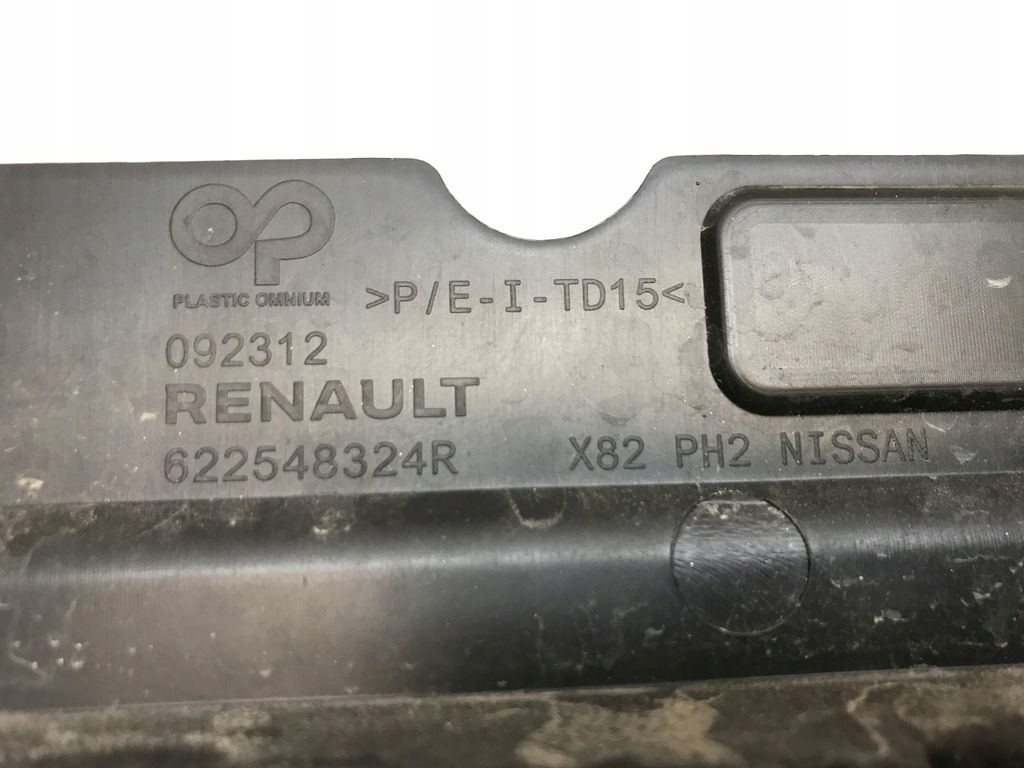 OP
PLASTIC OMNIUM
>P/E-I-TD15<
092312
RENAULT
622548324R
X82 PH2 NISSAN